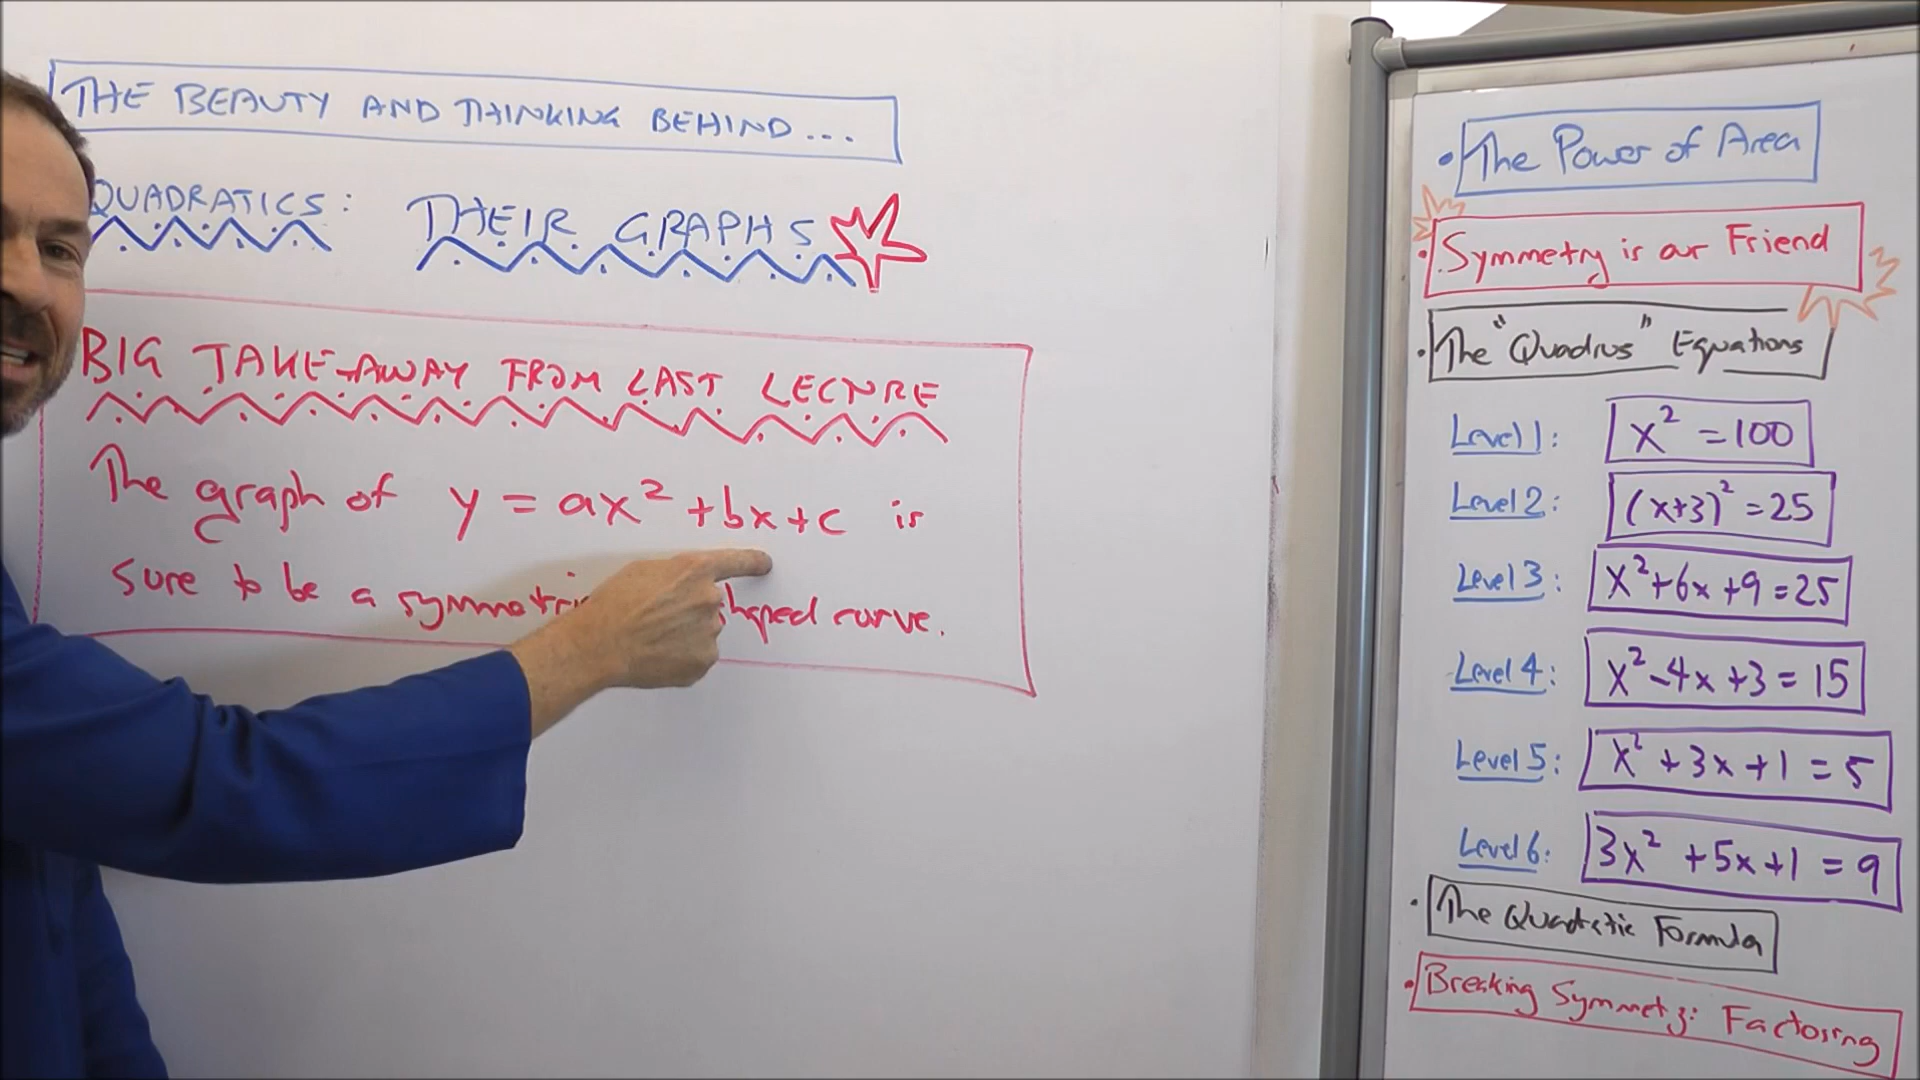 THE BEAUTY AND THINKING BEHIND...
QUADRATICS: THEIR GRAPHS
BIG TAKE-AWAY FROM LAST LECTURE
The graph of y = ax² + bx + c is
sure to be a symmetric shaped curve.
• The Power of Area
• Symmetry is our Friend
• The "Quadrus" Equations
Level 1: x² = 100
Level 2: (x+3)² = 25
Level 3: x² + 6x + 9 = 25
Level 4: x² - 4x + 3 = 15
Level 5: x² + 3x + 1 = 5
Level 6: 3x² + 5x + 1 = 9
• The Quadratic Formula
• Breaking Symmetry: Factoring